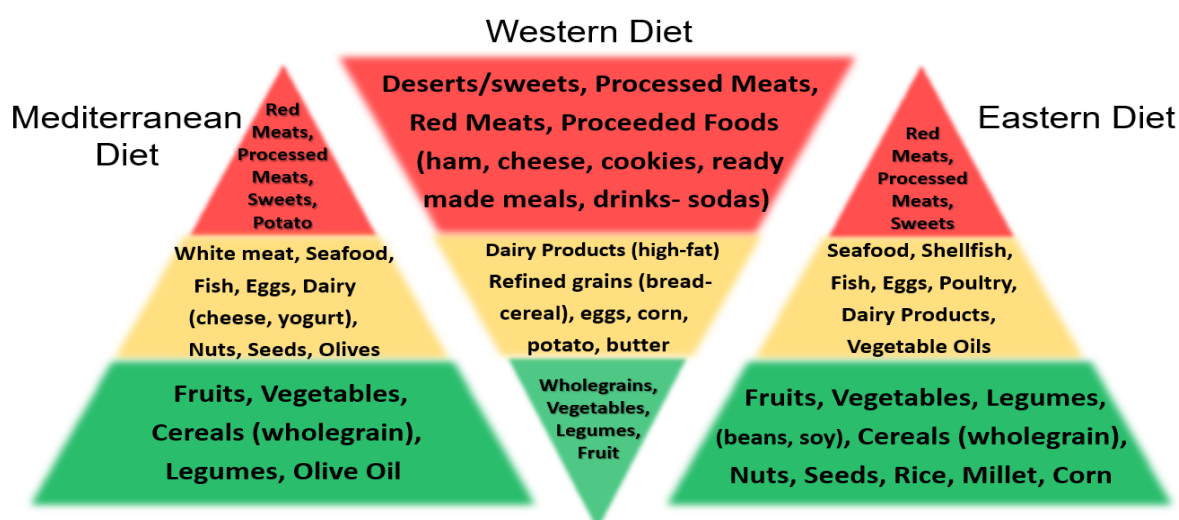 Western Diet
Mediterranean
Diet
Red
Meats,
Processed
Meats,
Sweets,
Potato
White meat, Seafood,
Fish, Eggs, Dairy
(cheese, yogurt),
Nuts, Seeds, Olives
Fruits, Vegetables,
Cereals (wholegrain),
Legumes, Olive Oil
Deserts/sweets, Processed Meats,
Red Meats, Proceeded Foods
(ham, cheese, cookies, ready
made meals, drinks- sodas)
Dairy Products (high-fat)
Refined grains (bread-
cereal), eggs, corn,
potato, butter
Wholegrains,
Vegetables,
Legumes,
Fruit
Eastern Diet
Red
Meats,
Processed
Meats,
Sweets
Seafood, Shellfish,
Fish, Eggs, Poultry,
Dairy Products,
Vegetable Oils
Fruits, Vegetables, Legumes,
(beans, soy), Cereals (wholegrain),
Nuts, Seeds, Rice, Millet, Corn